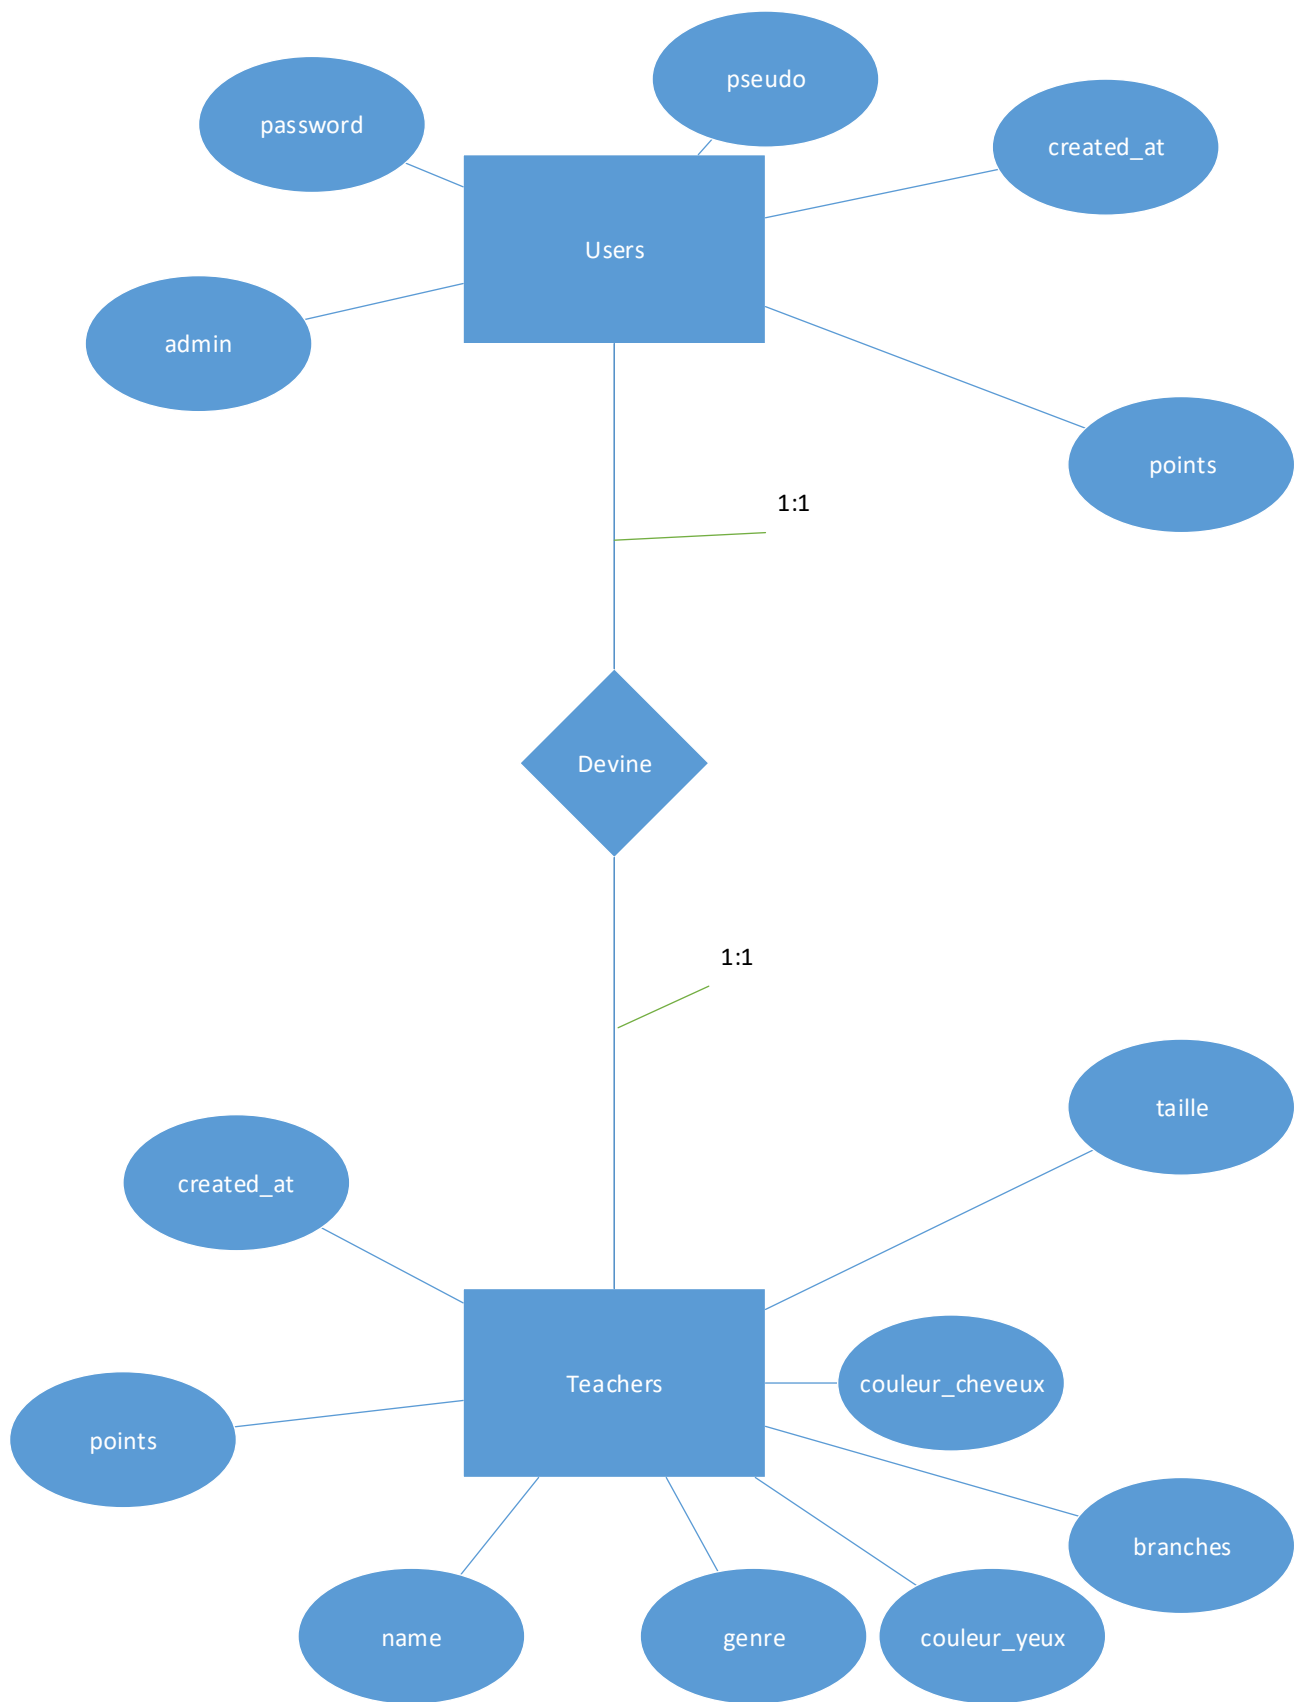 pseudo
password
created_at
Users
admin
points
1:1
Devine
1:1
taille
created_at
Teachers
couleur_cheveux
points
branches
name
genre
couleur_yeux